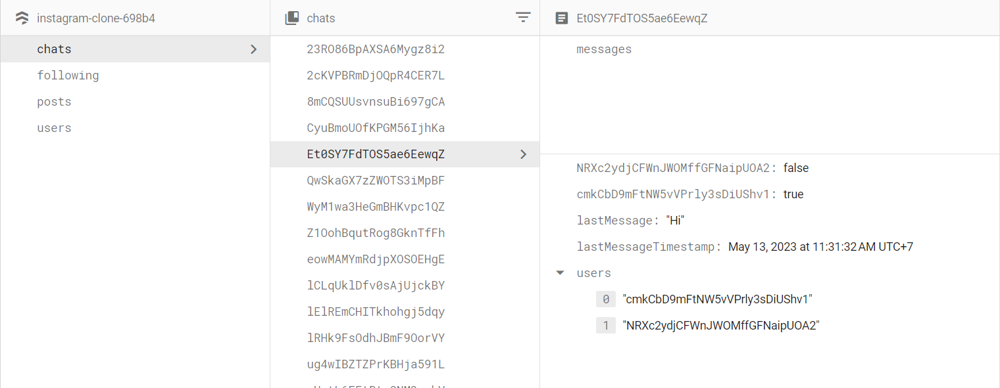 instagram-clone-698b4
chats
following
posts
users
chats
23RO86BpAXSA6Mygz8i2
2cKVPBRmDjOQpR4CER7L
8mCQSUUsvnsuBi697gCA
CyuBmoUOfKPGM56IjhKa
Et0SY7FdTOS5ae6EewqZ
QwSkaGX7zZWOTS3iMpBF
WyM1wa3HeGmBHKvpc1QZ
Z1OohBqutRog8GknTfFh
eowMAMYmRdjpXOSOEHgE
lCLqUklDfv0sAjUjckBY
lElREmCHITkhohgj5dqy
lRHk9FsOdhJBmF9OorVY
ug4wIBZTZPrKBHja591L
Et0SY7FdTOS5ae6EewqZ
messages
NRXc2ydjCFWnJWOMffGFNaipUOA2: false
cmkCbD9mFtNW5vVPrly3sDiUShv1: true
lastMessage: "Hi"
lastMessageTimestamp: May 13, 2023 at 11:31:32 AM UTC+7
users
0 "cmkCbD9mFtNW5vVPrly3sDiUShv1"
1 "NRXc2ydjCFWnJWOMffGFNaipUOA2"